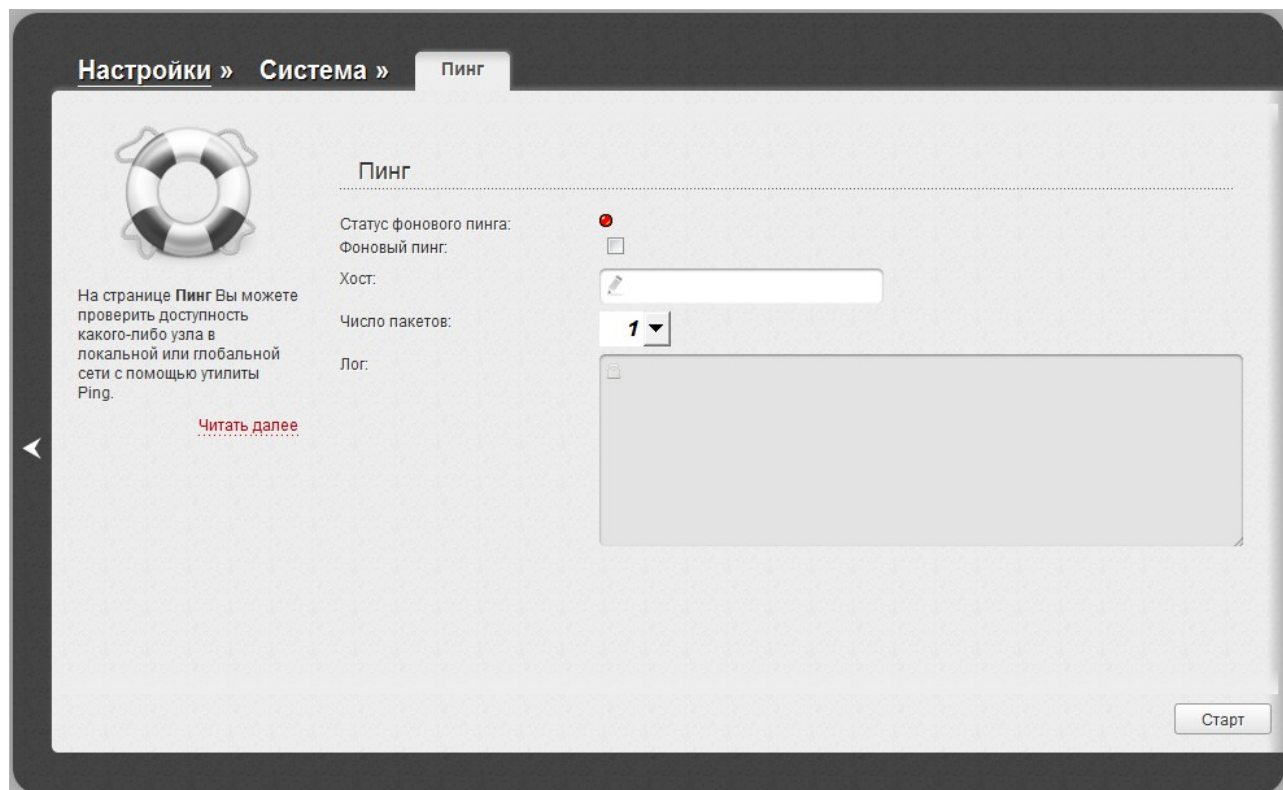 Настройки » Система » Пинг
Пинг
Статус фонового пинга:
Фоновый пинг:
Хост:
Число пакетов: 1
Лог:
На странице Пинг Вы можете
проверить доступность
какого-либо узла в
локальной или глобальной
сети с помощью утилиты
Ping.
Читать далее
Старт